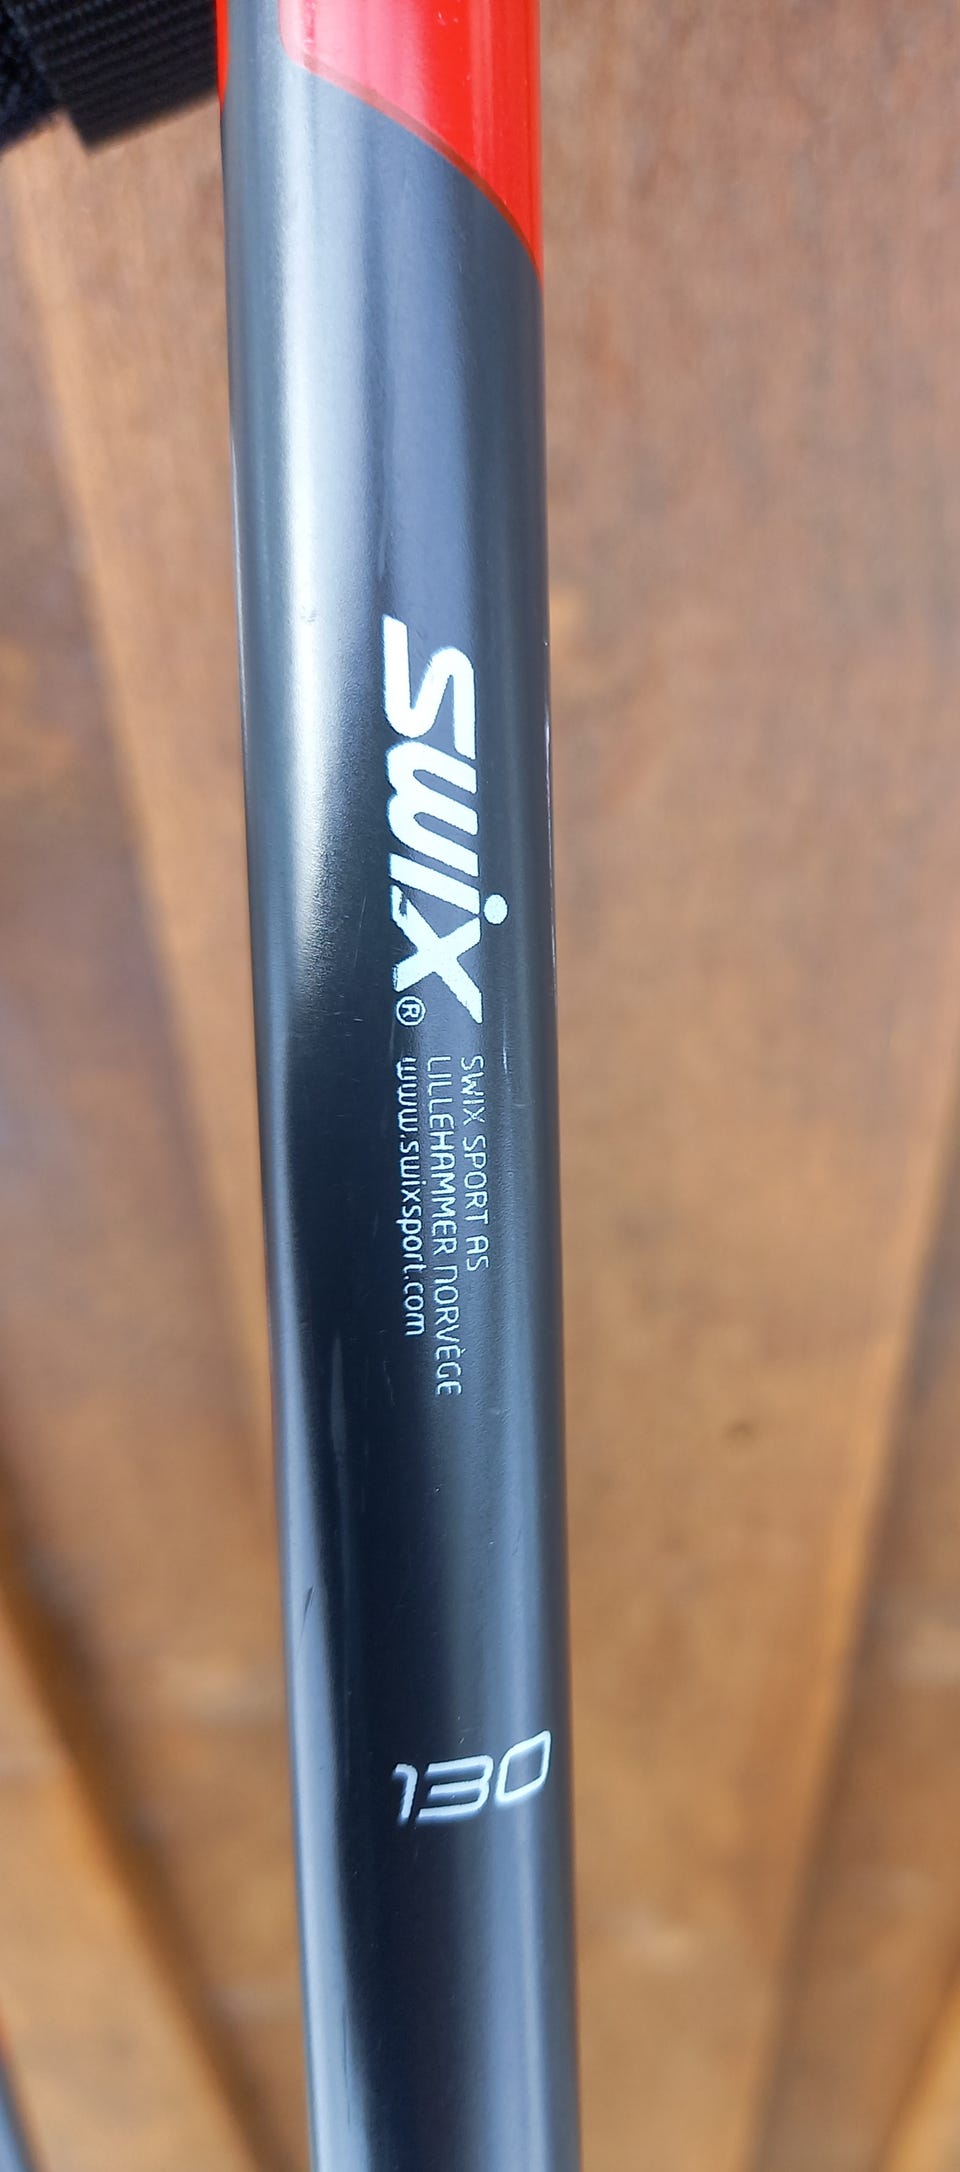 swix®
SWIX SPORT AS
LILLEHAMMER NORVÈGE
www.swixsport.com
130